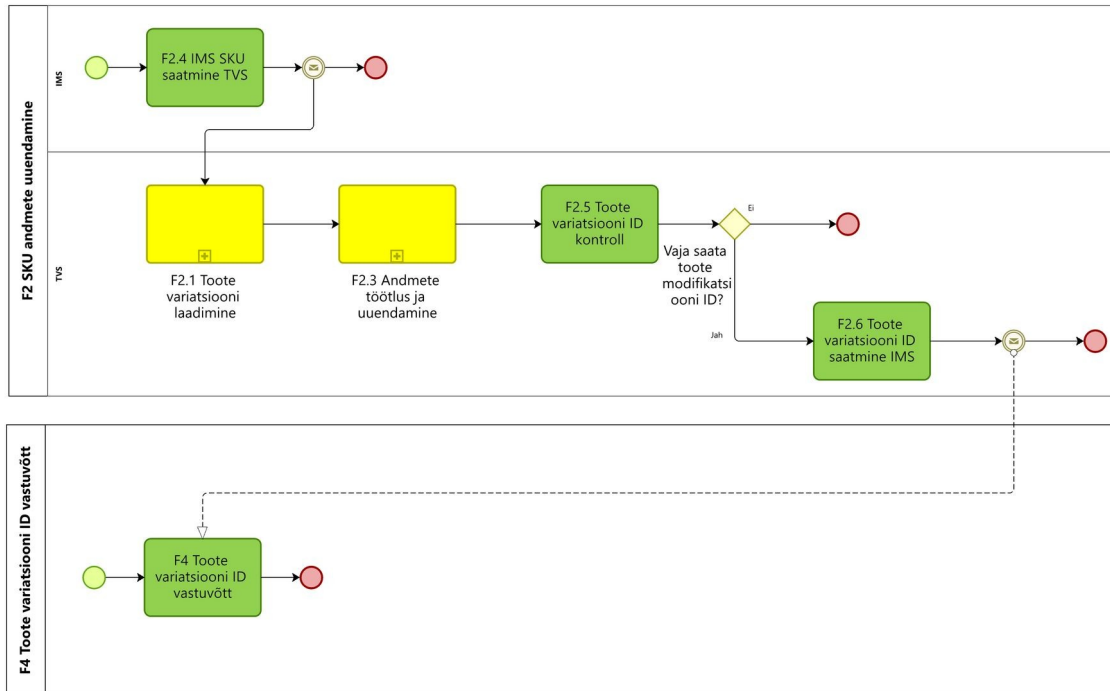 F2 SKU andmete uuendamine
IMS
F2.4 IMS SKU
saatmine TVS
TVS
F2.1 Toote
variatsiooni
laadimine
F2.3 Andmete
töötlus ja
uuendamine
F2.5 Toote
variatsiooni ID
kontroll
Vaja saata
toote
modifikatsi
ooni ID?
Ei
Jah
F2.6 Toote
variatsiooni ID
saatmine IMS
F4 Toote variatsiooni ID vastuvõtt
F4 Toote
variatsiooni ID
vastuvõtt